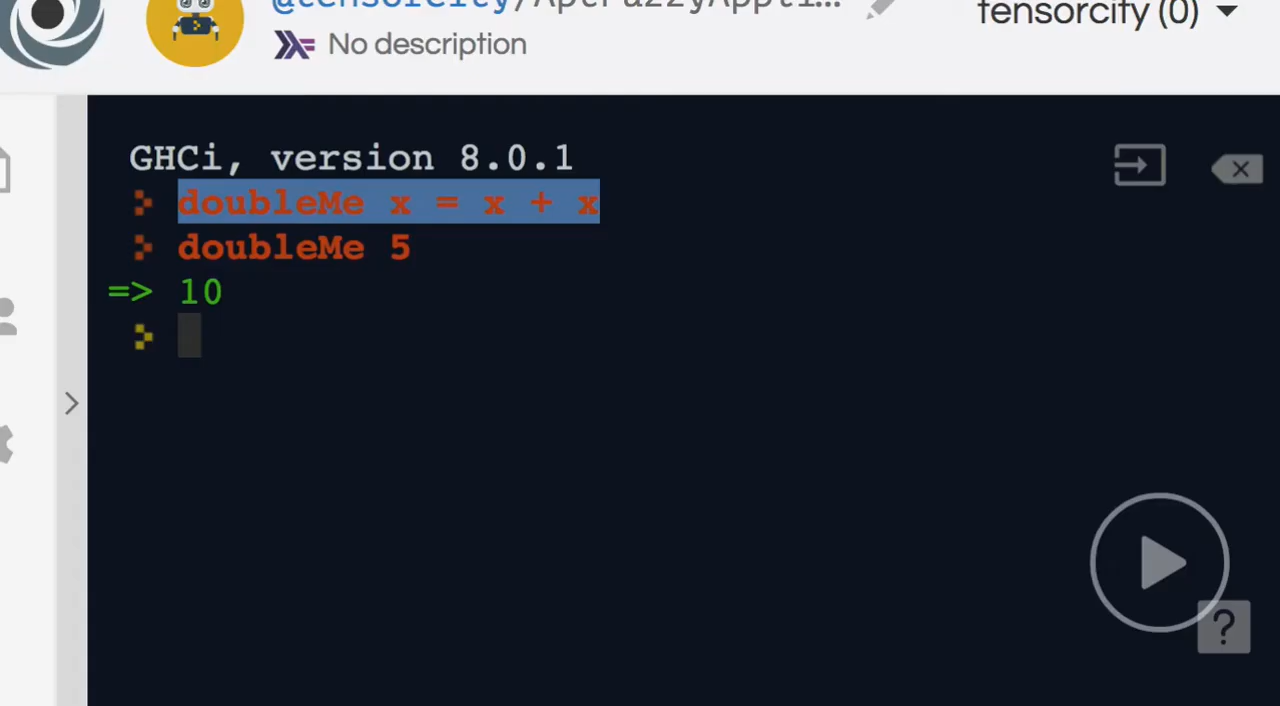 tensorcity (0)
No description
GHCi, version 8.0.1
doubleMe x = x + x
doubleMe 5
=> 10
?